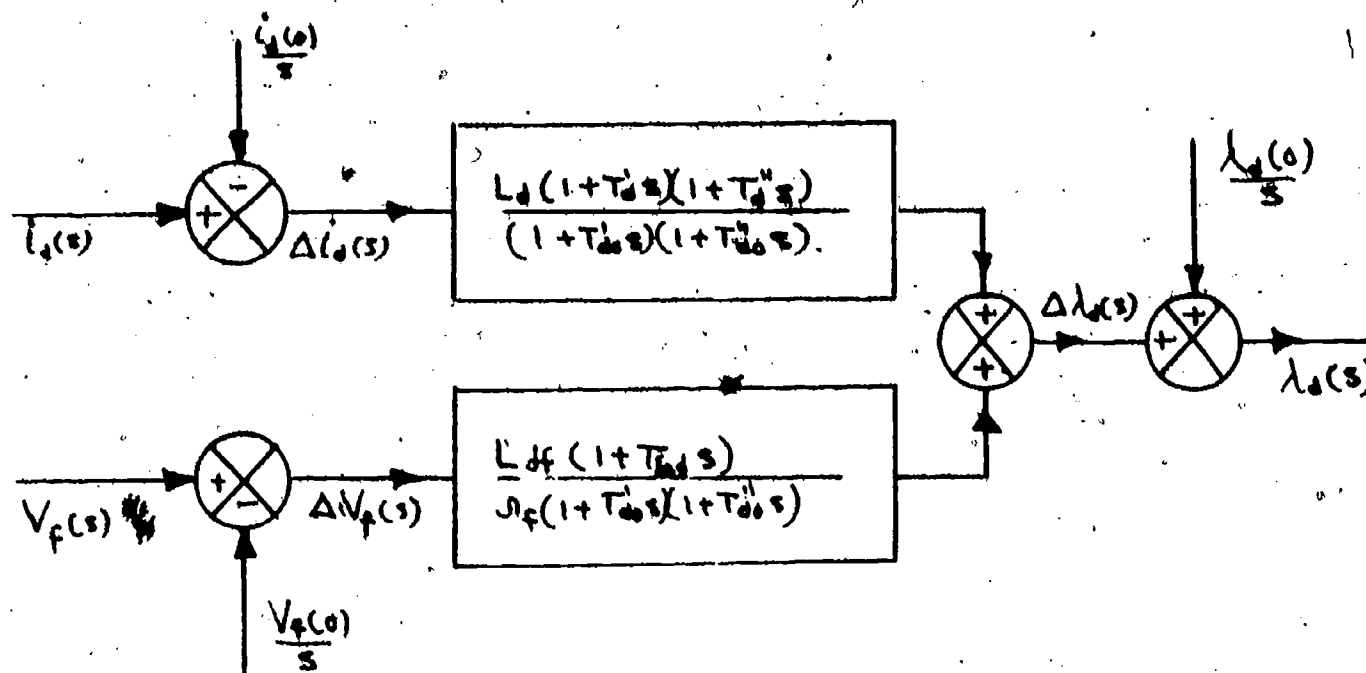 i_d(0)
s
-
+
i_d(s)
Δi_d(s)
L_d(1+T'_d s)(1+T''_d s)
(1+T'_do s)(1+T''_do s).
λ_d(0)
s
+
+
Δλ_d(s)
+
+
λ_d(s)
+
-
V_f(s)
ΔV_f(s)
L_df(1+ s)
r_f(1+T'_do s)(1+T''_do s)
V_f(0)
s